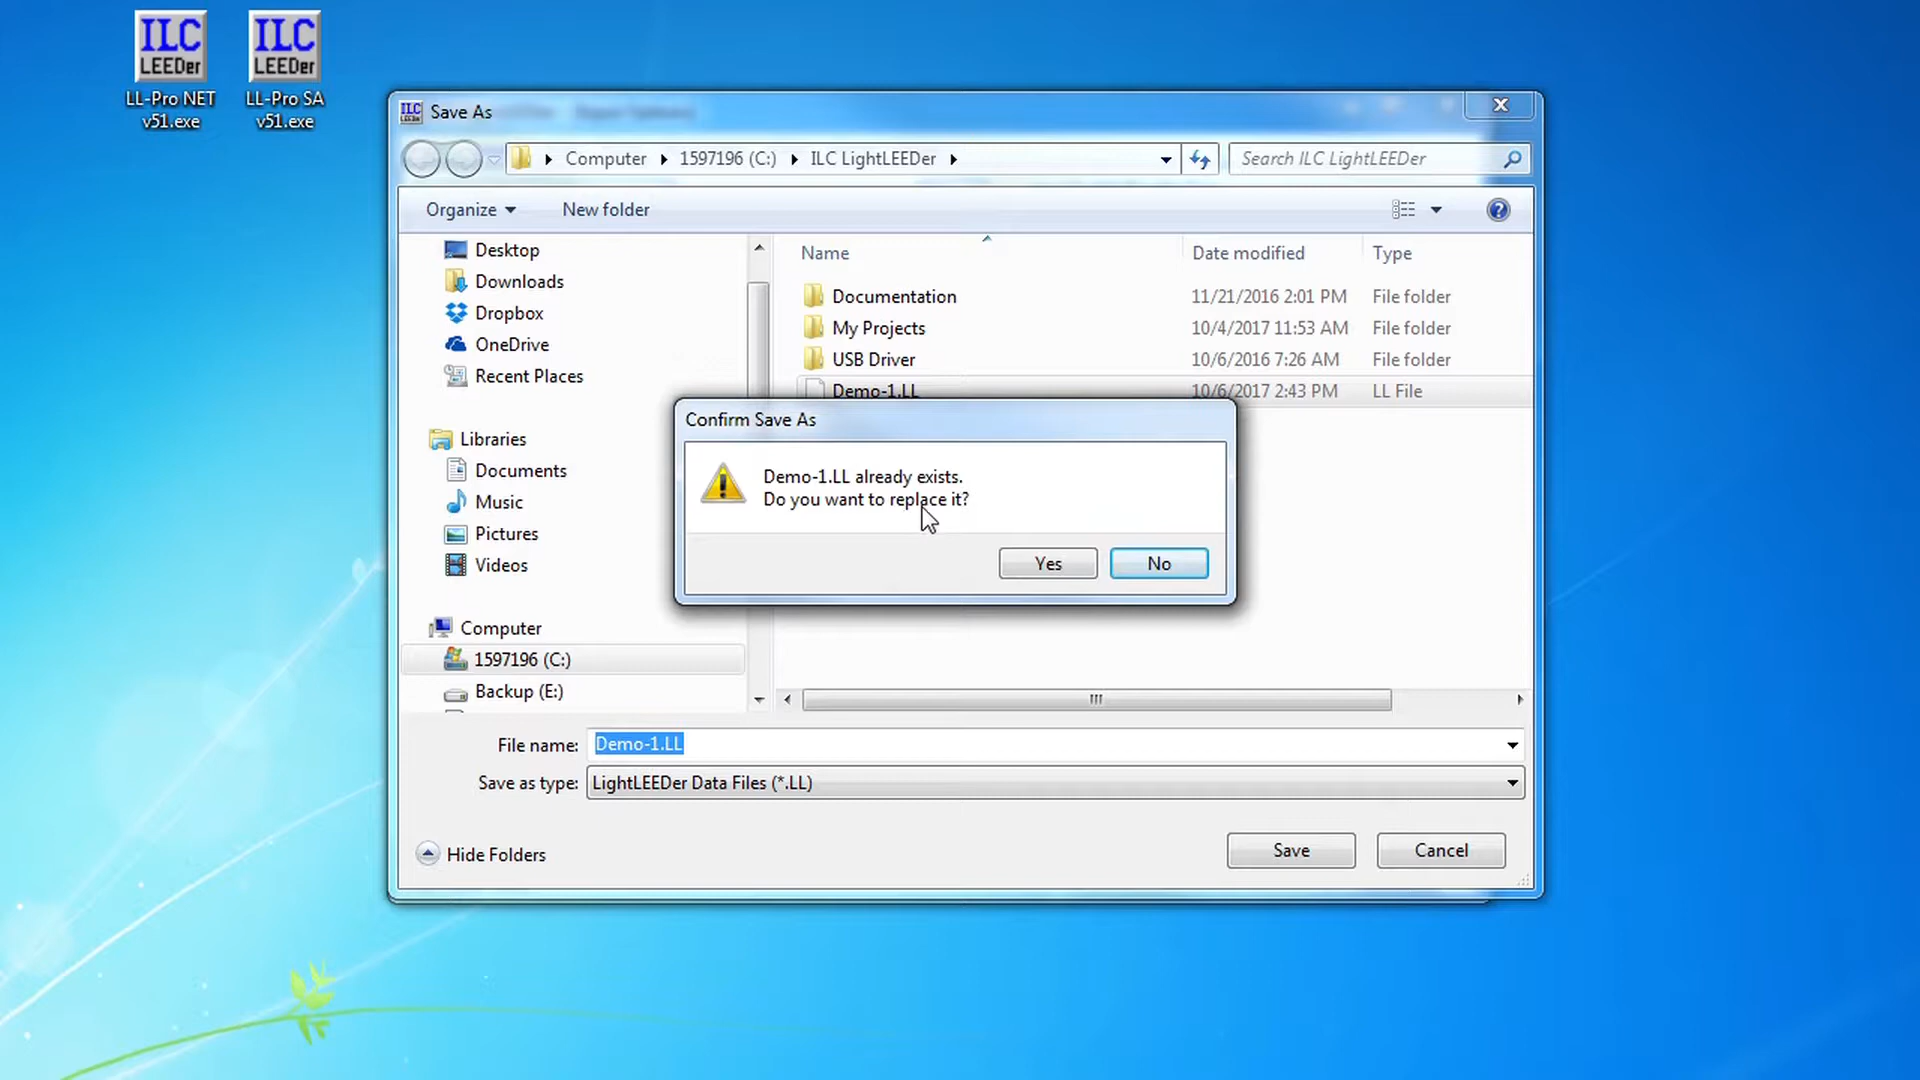 ILC
LEEDer
LL-Pro NET
v51.exe
ILC
LEEDer
LL-Pro SA
v51.exe
Save As
Computer
1597196 (C:)
ILC LightLEEDer
Search ILC LightLEEDer
Organize
New folder
Desktop
Downloads
Dropbox
OneDrive
Recent Places
Libraries
Documents
Music
Pictures
Videos
Computer
1597196 (C:)
Backup (E:)
Name Date modified Type
Documentation 11/21/2016 2:01 PM File folder
My Projects 10/4/2017 11:53 AM File folder
USB Driver 10/6/2016 7:26 AM File folder
Demo-1.LL 10/6/2017 2:43 PM LL File
Confirm Save As
Demo-1.LL already exists.
Do you want to replace it?
Yes
No
File name: Demo-1.LL
Save as type: LightLEEDer Data Files (*.LL)
Hide Folders
Save
Cancel